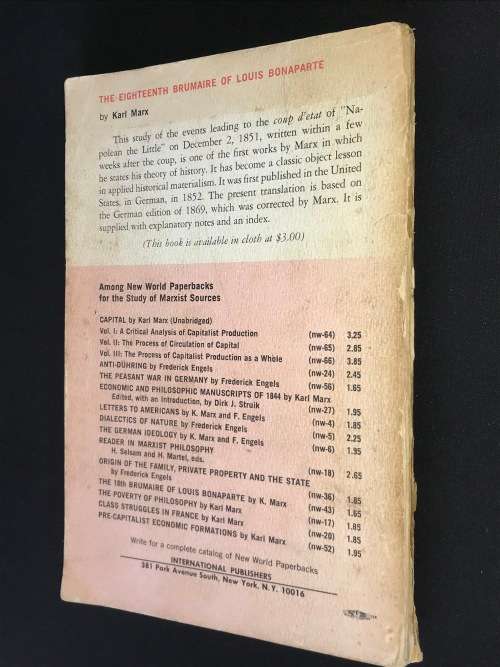 THE EIGHTEENTH BRUMAIRE OF LOUIS BONAPARTE
by Karl Marx
This study of the events leading to the coup d'etat of "Na-
polean the Little" on December 2, 1851, written within a few
weeks after the coup, is one of the first works by Marx in which
he states his theory of history. It has become a classic object lesson
in applied historical materialism. It was first published in the United
States, in German, in 1852. The present translation is based on
the German edition of 1869, which was corrected by Marx. It is
supplied with explanatory notes and an index.
(This book is available in cloth at $3.00)
Among New World Paperbacks
for the Study of Marxist Sources
CAPITAL by Karl Marx (Unabridged)
Vol. I: A Critical Analysis of Capitalist Production (nw-64) 3.25
Vol. II: The Process of Circulation of Capital (nw-65) 2.85
Vol. III: The Process of Capitalist Production as a Whole (nw-66) 3.85
ANTI-DÜHRING by Frederick Engels (nw-24) 2.45
THE PEASANT WAR IN GERMANY by Frederick Engels (nw-56) 1.65
ECONOMIC AND PHILOSOPHIC MANUSCRIPTS OF 1844 by Karl Marx
Edited, with an Introduction, by Dirk J. Struik (nw-27) 1.95
LETTERS TO AMERICANS by K. Marx and F. Engels (nw-4) 1.85
DIALECTICS OF NATURE by Frederick Engels (nw-5) 2.25
THE GERMAN IDEOLOGY by K. Marx and F. Engels (nw-6) 1.95
READER IN MARXIST PHILOSOPHY
H. Selsam and H. Martel, eds. (nw-18) 2.65
ORIGIN OF THE FAMILY, PRIVATE PROPERTY AND THE STATE
by Frederick Engels (nw-36) 1.85
THE 18th BRUMAIRE OF LOUIS BONAPARTE by K. Marx (nw-43) 1.65
THE POVERTY OF PHILOSOPHY by Karl Marx (nw-17) 1.85
CLASS STRUGGLES IN FRANCE by Karl Marx (nw-20) 1.85
PRE-CAPITALIST ECONOMIC FORMATIONS by Karl Marx (nw-52) 1.95
Write for a complete catalog of New World Paperbacks
INTERNATIONAL PUBLISHERS
381 Park Avenue South, New York, N. Y. 10016